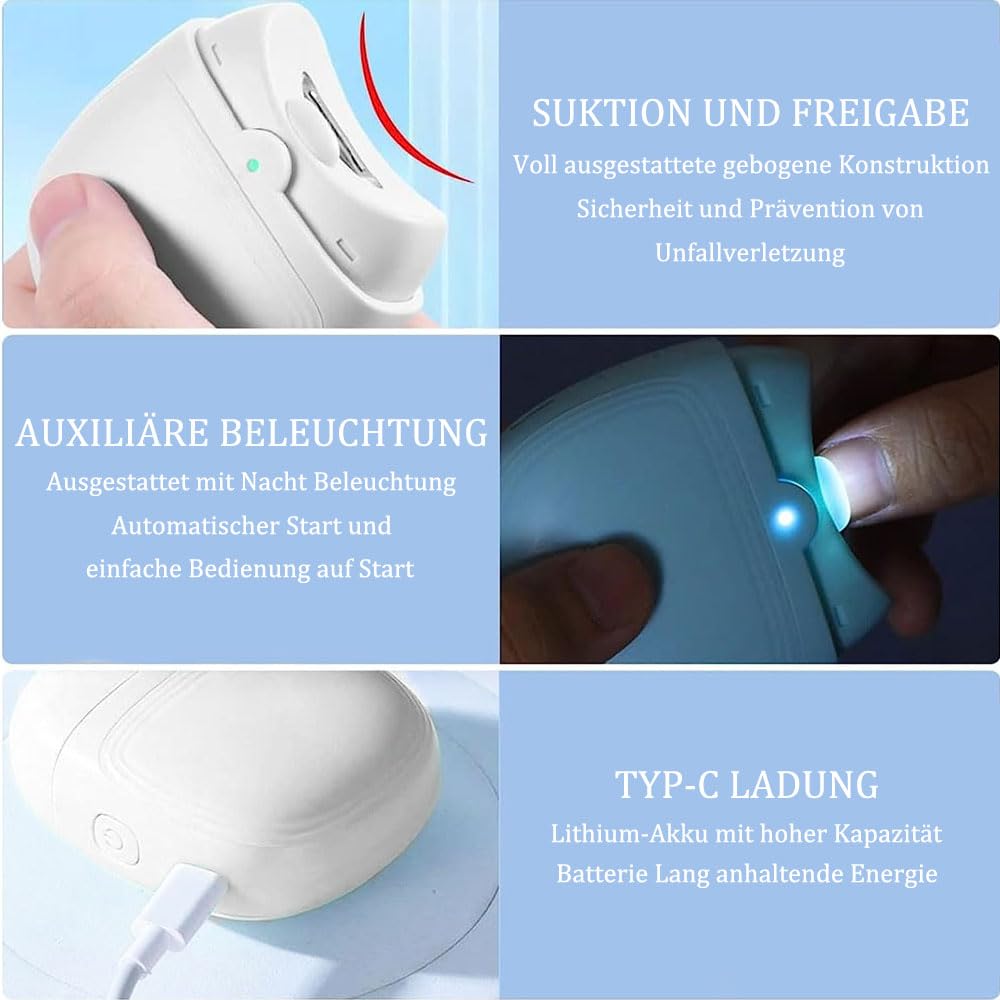 SUKTION UND FREIGABE
Voll ausgestattete gebogene Konstruktion
Sicherheit und Prävention von
Unfallverletzung
AUXILIÄRE BELEUCHTUNG
Ausgestattet mit Nacht Beleuchtung
Automatischer Start und
einfache Bedienung auf Start
TYP-C LADUNG
Lithium-Akku mit hoher Kapazität
Batterie Lang anhaltende Energie